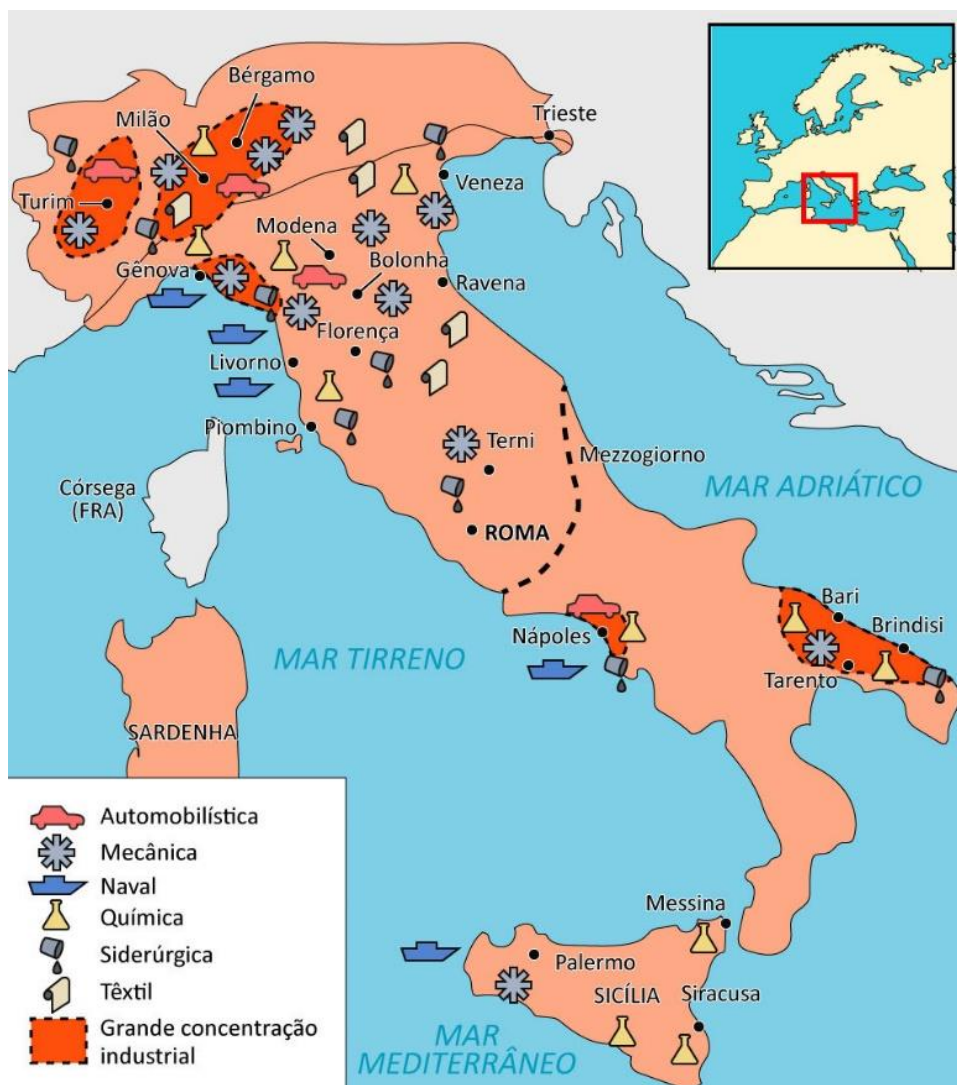 Bérgamo
Milão
Trieste
Turim
Veneza
Modena
Bolonha
Gênova
Ravena
Florença
Livorno
Piombino
Terni
Mezzogiorno
Córsega
(FRA)
MAR ADRIÁTICO
ROMA
Bari
Nápoles
Brindisi
MAR TIRRENO
Tarento
SARDENHA
Automobilística
Mecânica
Naval
Química
Siderúrgica
Têxtil
Grande concentração
industrial
Messina
Palermo
SICÍLIA
Siracusa
MAR
MEDITERRÂNEO